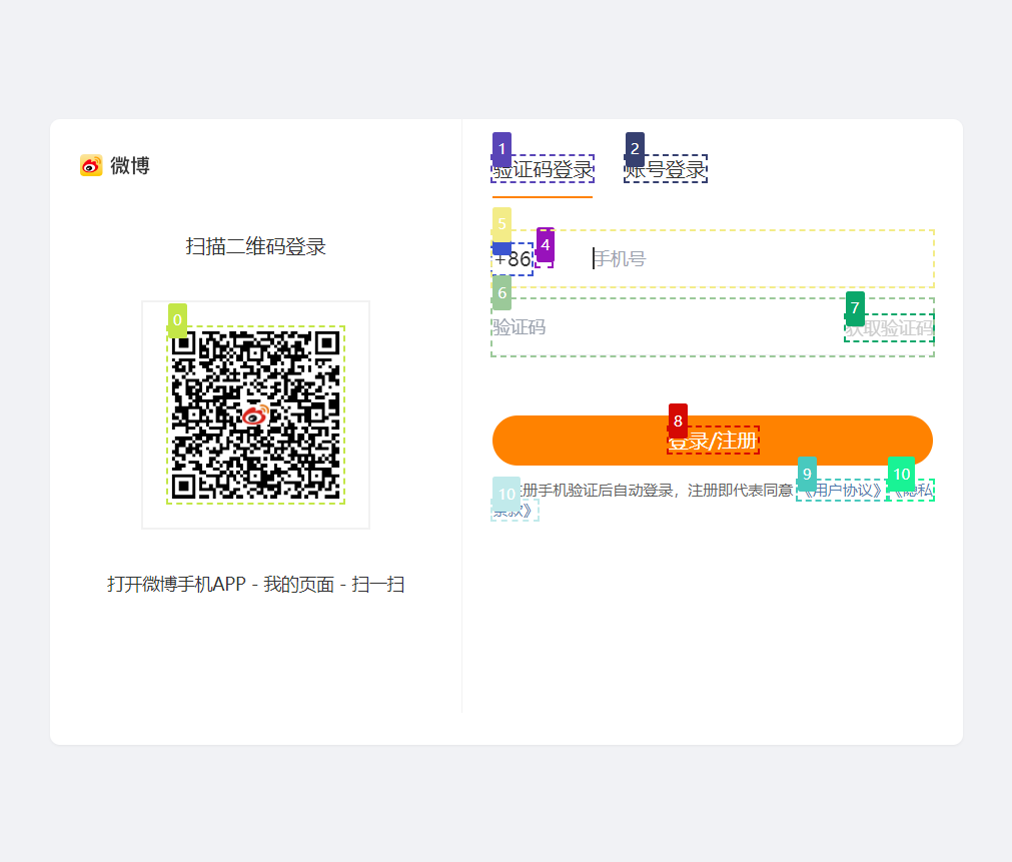 微博
扫描二维码登录
0
打开微博手机APP - 我的页面 - 扫一扫
1
2
验证码登录
账号登录
5
4
+86
手机号
6
7
验证码
获取验证码
8
登录/注册
9
10
10
册手机验证后自动登录，注册即代表同意《用户协议》《隐私
条款》